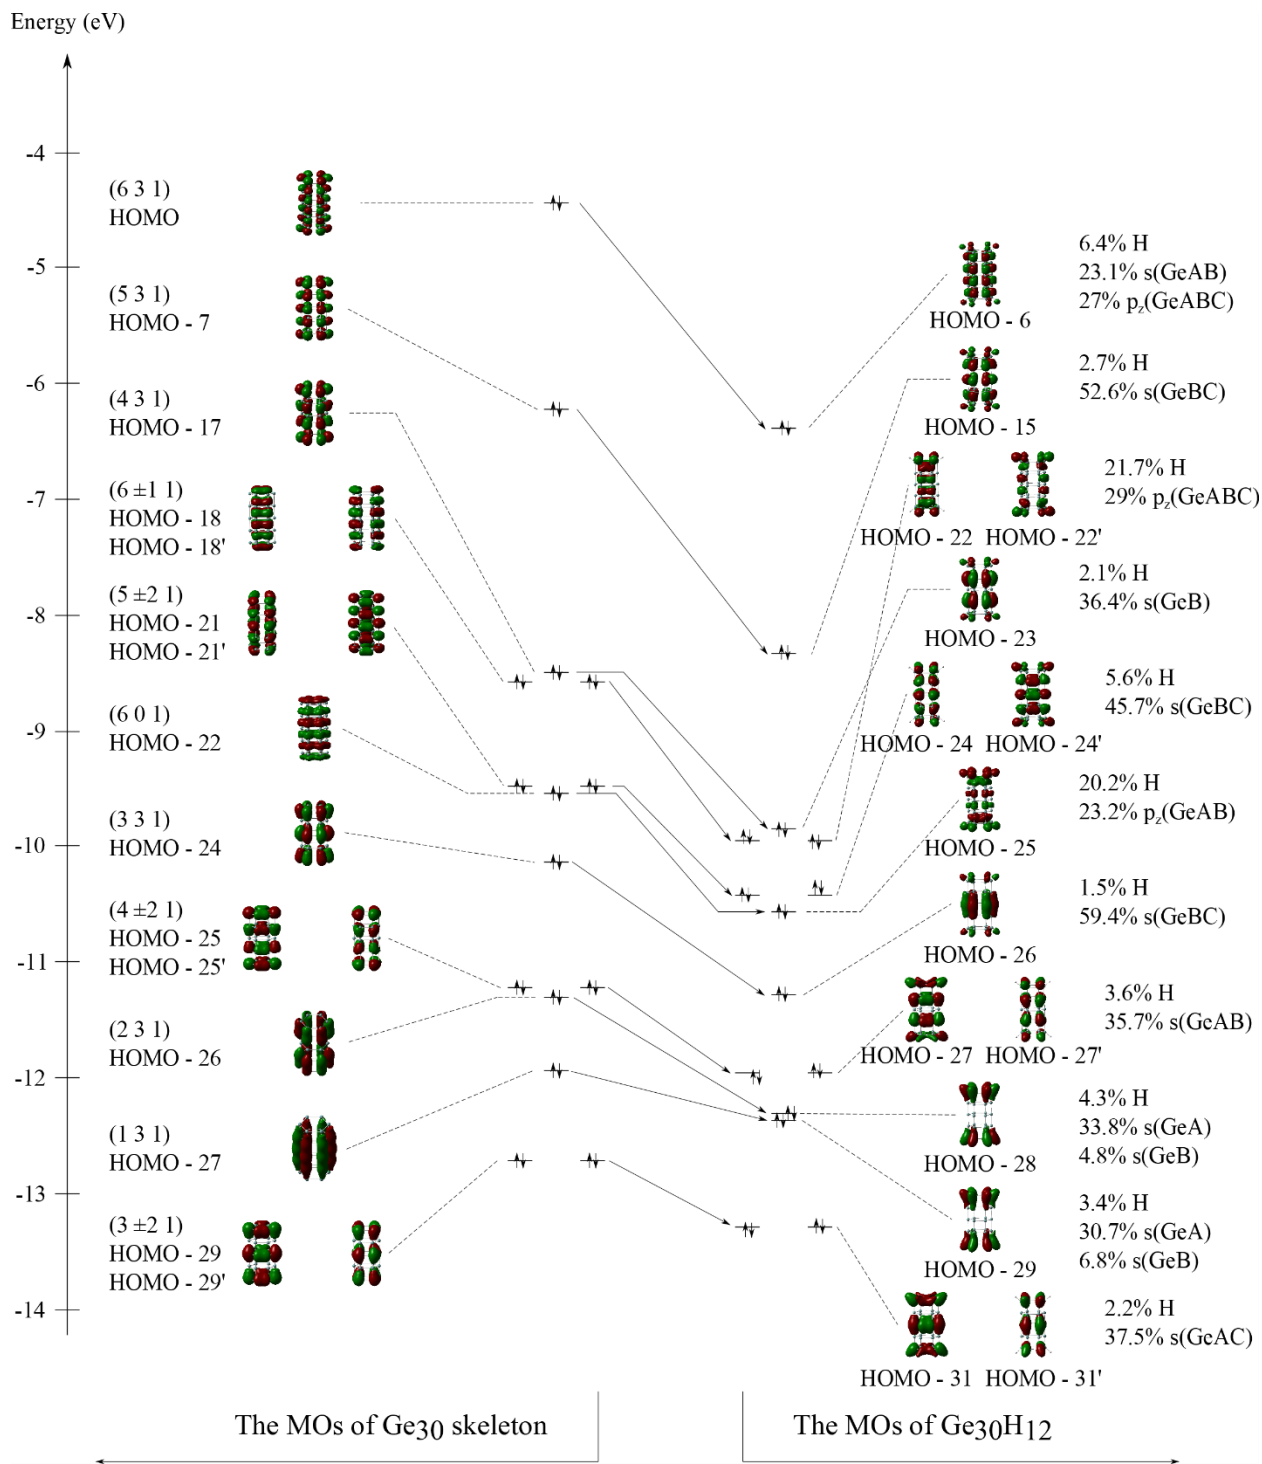 Energy (eV)
-4
-5
-6
-7
-8
-9
-10
-11
-12
-13
-14
(6 3 1)
HOMO
(5 3 1)
HOMO - 7
(4 3 1)
HOMO - 17
(6 ±1 1)
HOMO - 18
HOMO - 18'
(5 ±2 1)
HOMO - 21
HOMO - 21'
(6 0 1)
HOMO - 22
(3 3 1)
HOMO - 24
(4 ±2 1)
HOMO - 25
HOMO - 25'
(2 3 1)
HOMO - 26
(1 3 1)
HOMO - 27
(3 ±2 1)
HOMO - 29
HOMO - 29'
6.4% H
23.1% s(GeAB)
27% pz(GeABC)
HOMO - 6
2.7% H
52.6% s(GeBC)
HOMO - 15
21.7% H
29% pz(GeABC)
HOMO - 22 HOMO - 22'
2.1% H
36.4% s(GeB)
HOMO - 23
5.6% H
45.7% s(GeBC)
HOMO - 24 HOMO - 24'
20.2% H
23.2% pz(GeAB)
HOMO - 25
1.5% H
59.4% s(GeBC)
HOMO - 26
3.6% H
35.7% s(GeAB)
HOMO - 27 HOMO - 27'
4.3% H
33.8% s(GeA)
4.8% s(GeB)
HOMO - 28
3.4% H
30.7% s(GeA)
6.8% s(GeB)
HOMO - 29
2.2% H
37.5% s(GeAC)
HOMO - 31 HOMO - 31'
The MOs of Ge30 skeleton
The MOs of Ge30H12